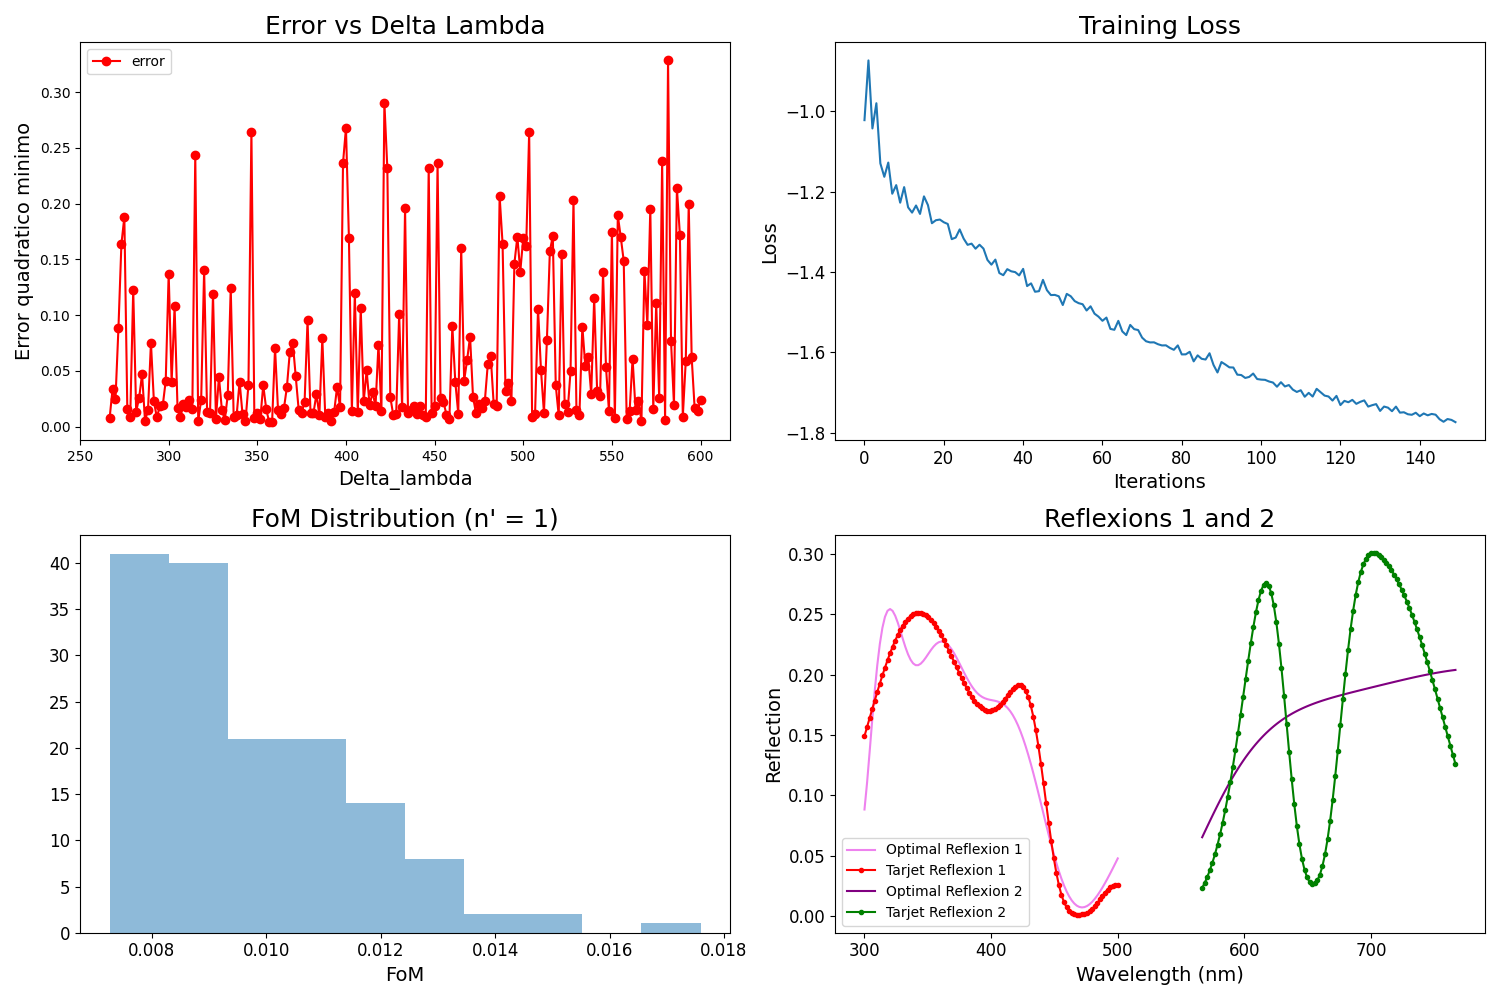 Error vs Delta Lambda
error
0.30
0.25
0.20
0.15
0.10
0.05
0.00
Error quadratico minimo
250 300 350 400 450 500 550 600
Delta_lambda
Training Loss
−1.0
−1.2
−1.4
−1.6
−1.8
Loss
0 20 40 60 80 100 120 140
Iterations
FoM Distribution (n' = 1)
40
35
30
25
20
15
10
5
0
0.008 0.010 0.012 0.014 0.016 0.018
FoM
Reflexions 1 and 2
0.30
0.25
0.20
0.15
0.10
0.05
0.00
Reflection
Optimal Reflexion 1
Tarjet Reflexion 1
Optimal Reflexion 2
Tarjet Reflexion 2
300 400 500 600 700
Wavelength (nm)